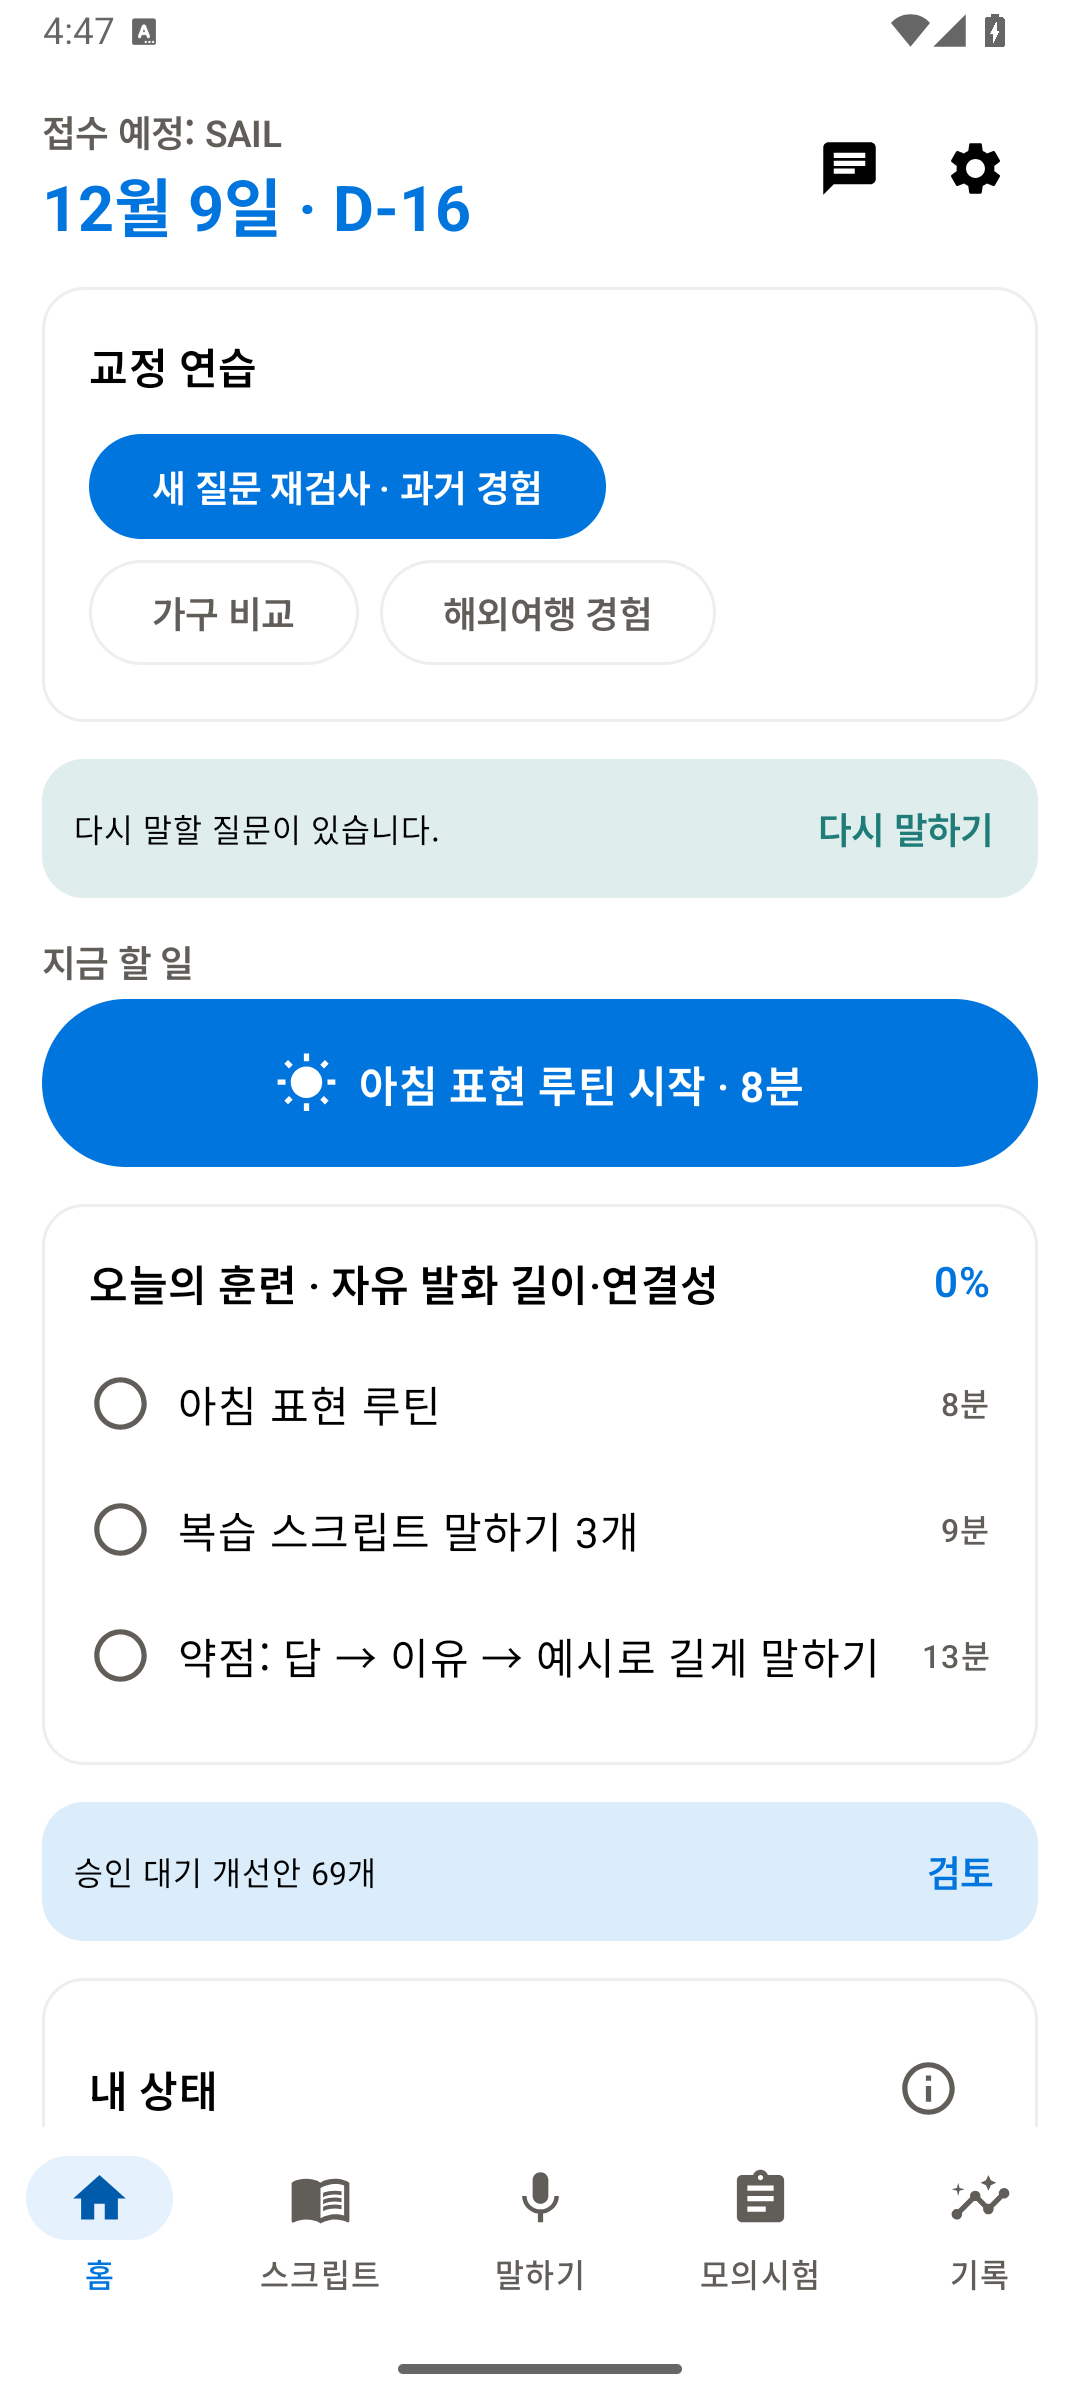 4:47
접수 예정: SAIL
12월 9일 · D-16
교정 연습
새 질문 재검사 · 과거 경험
가구 비교
해외여행 경험
다시 말할 질문이 있습니다.
다시 말하기
지금 할 일
아침 표현 루틴 시작 · 8분
오늘의 훈련 · 자유 발화 길이·연결성
0%
아침 표현 루틴
8분
복습 스크립트 말하기 3개
9분
약점: 답 → 이유 → 예시로 길게 말하기
13분
승인 대기 개선안 69개
검토
내 상태
홈
스크립트
말하기
모의시험
기록